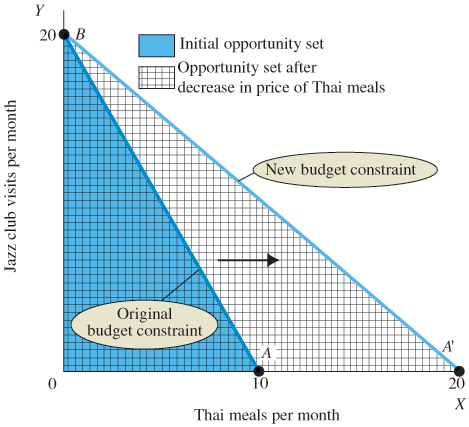 Y
20
B
Initial opportunity set
Opportunity set after
decrease in price of Thai meals
Jazz club visits per month
New budget constraint
Original
budget constraint
A
A'
0
10
20
X
Thai meals per month